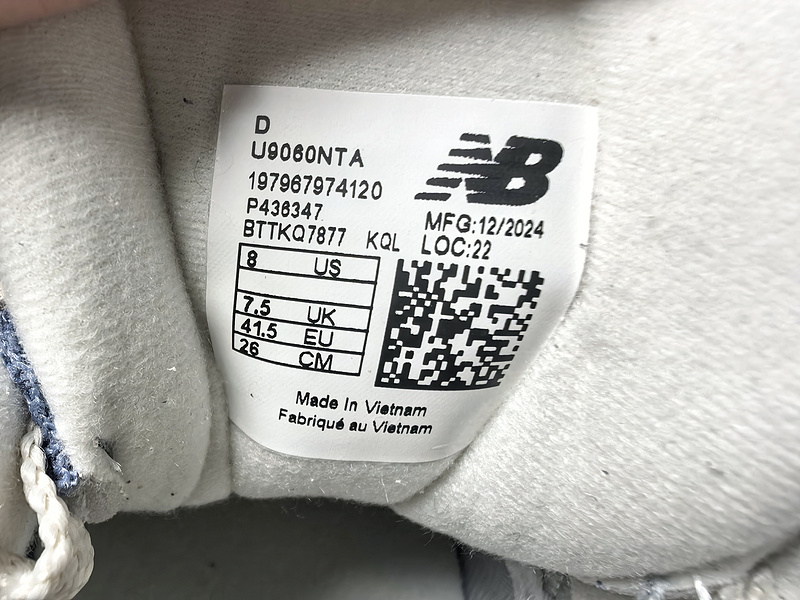 D
U9060NTA
197967974120
P436347
BTTKQ7877 KQL
NB
MFG:12/2024
LOC:22
8 US
7.5 UK
41.5 EU
26 CM
Made In Vietnam
Fabriqué au Vietnam